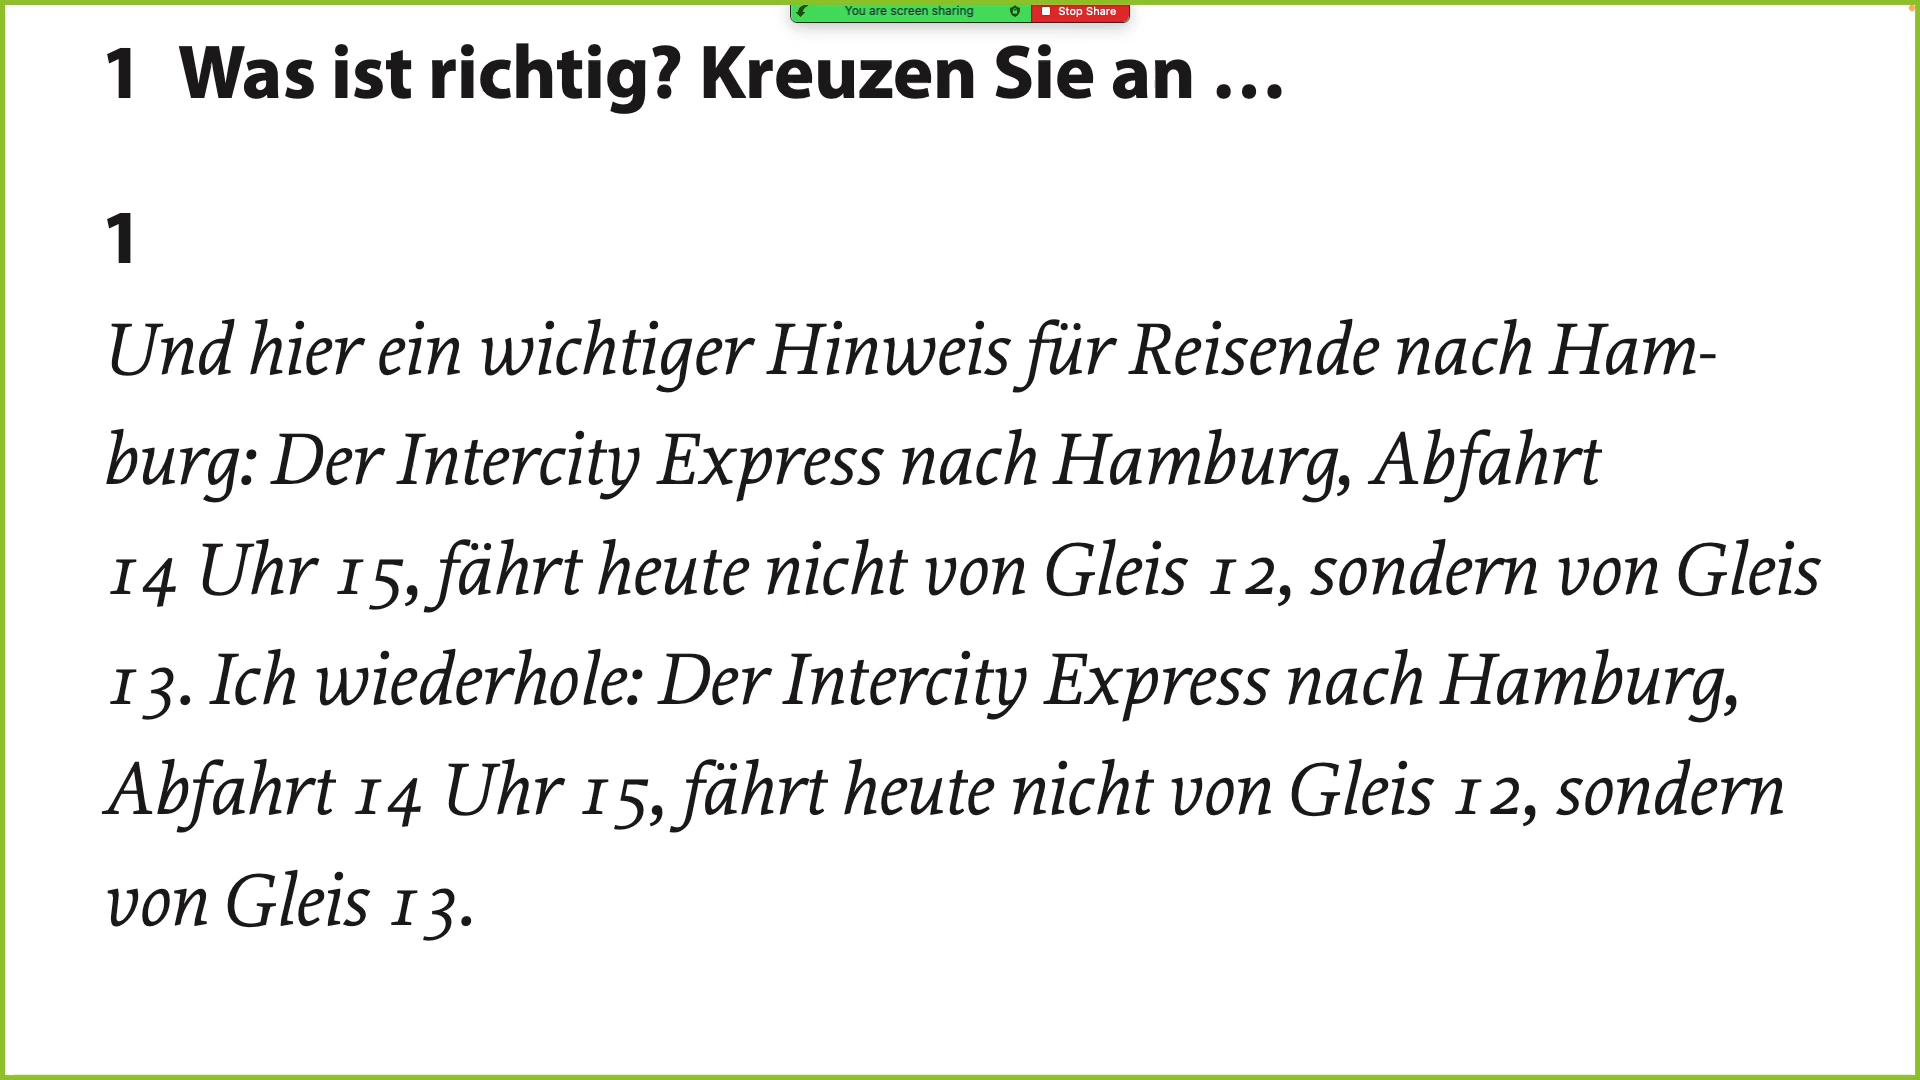 You are screen sharing Stop Share
1 Was ist richtig? Kreuzen Sie an …
1
Und hier ein wichtiger Hinweis für Reisende nach Ham-
burg: Der Intercity Express nach Hamburg, Abfahrt
14 Uhr 15, fährt heute nicht von Gleis 12, sondern von Gleis
13. Ich wiederhole: Der Intercity Express nach Hamburg,
Abfahrt 14 Uhr 15, fährt heute nicht von Gleis 12, sondern
von Gleis 13.